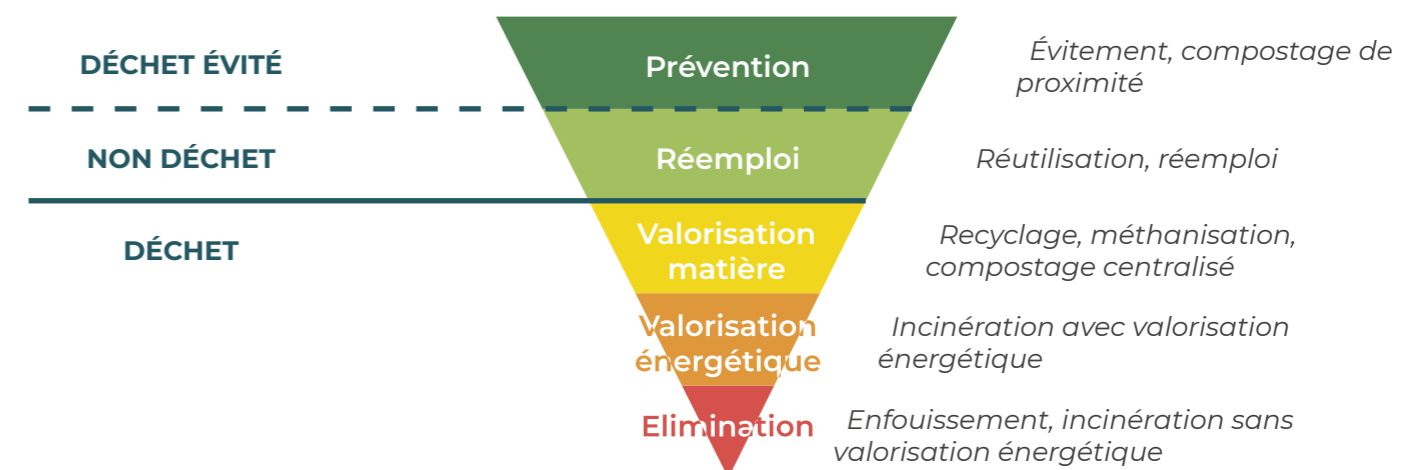 DÉCHET ÉVITÉ
Prévention
Évitement, compostage de
proximité
NON DÉCHET
Réemploi
Réutilisation, réemploi
DÉCHET
Valorisation
matière
Recyclage, méthanisation,
compostage centralisé
Valorisation
énergétique
Incinération avec valorisation
énergétique
Elimination
Enfouissement, incinération sans
valorisation énergétique